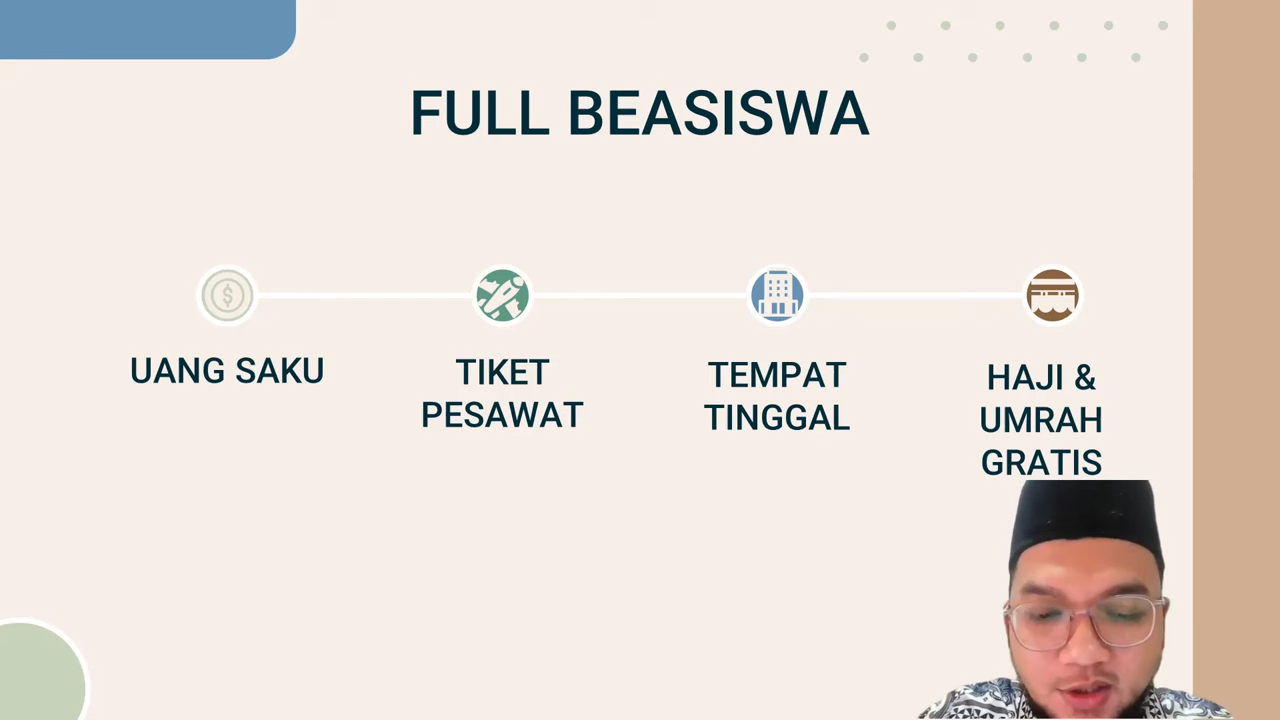 FULL BEASISWA
UANG SAKU
TIKET
PESAWAT
TEMPAT
TINGGAL
HAJI &
UMRAH
GRATIS